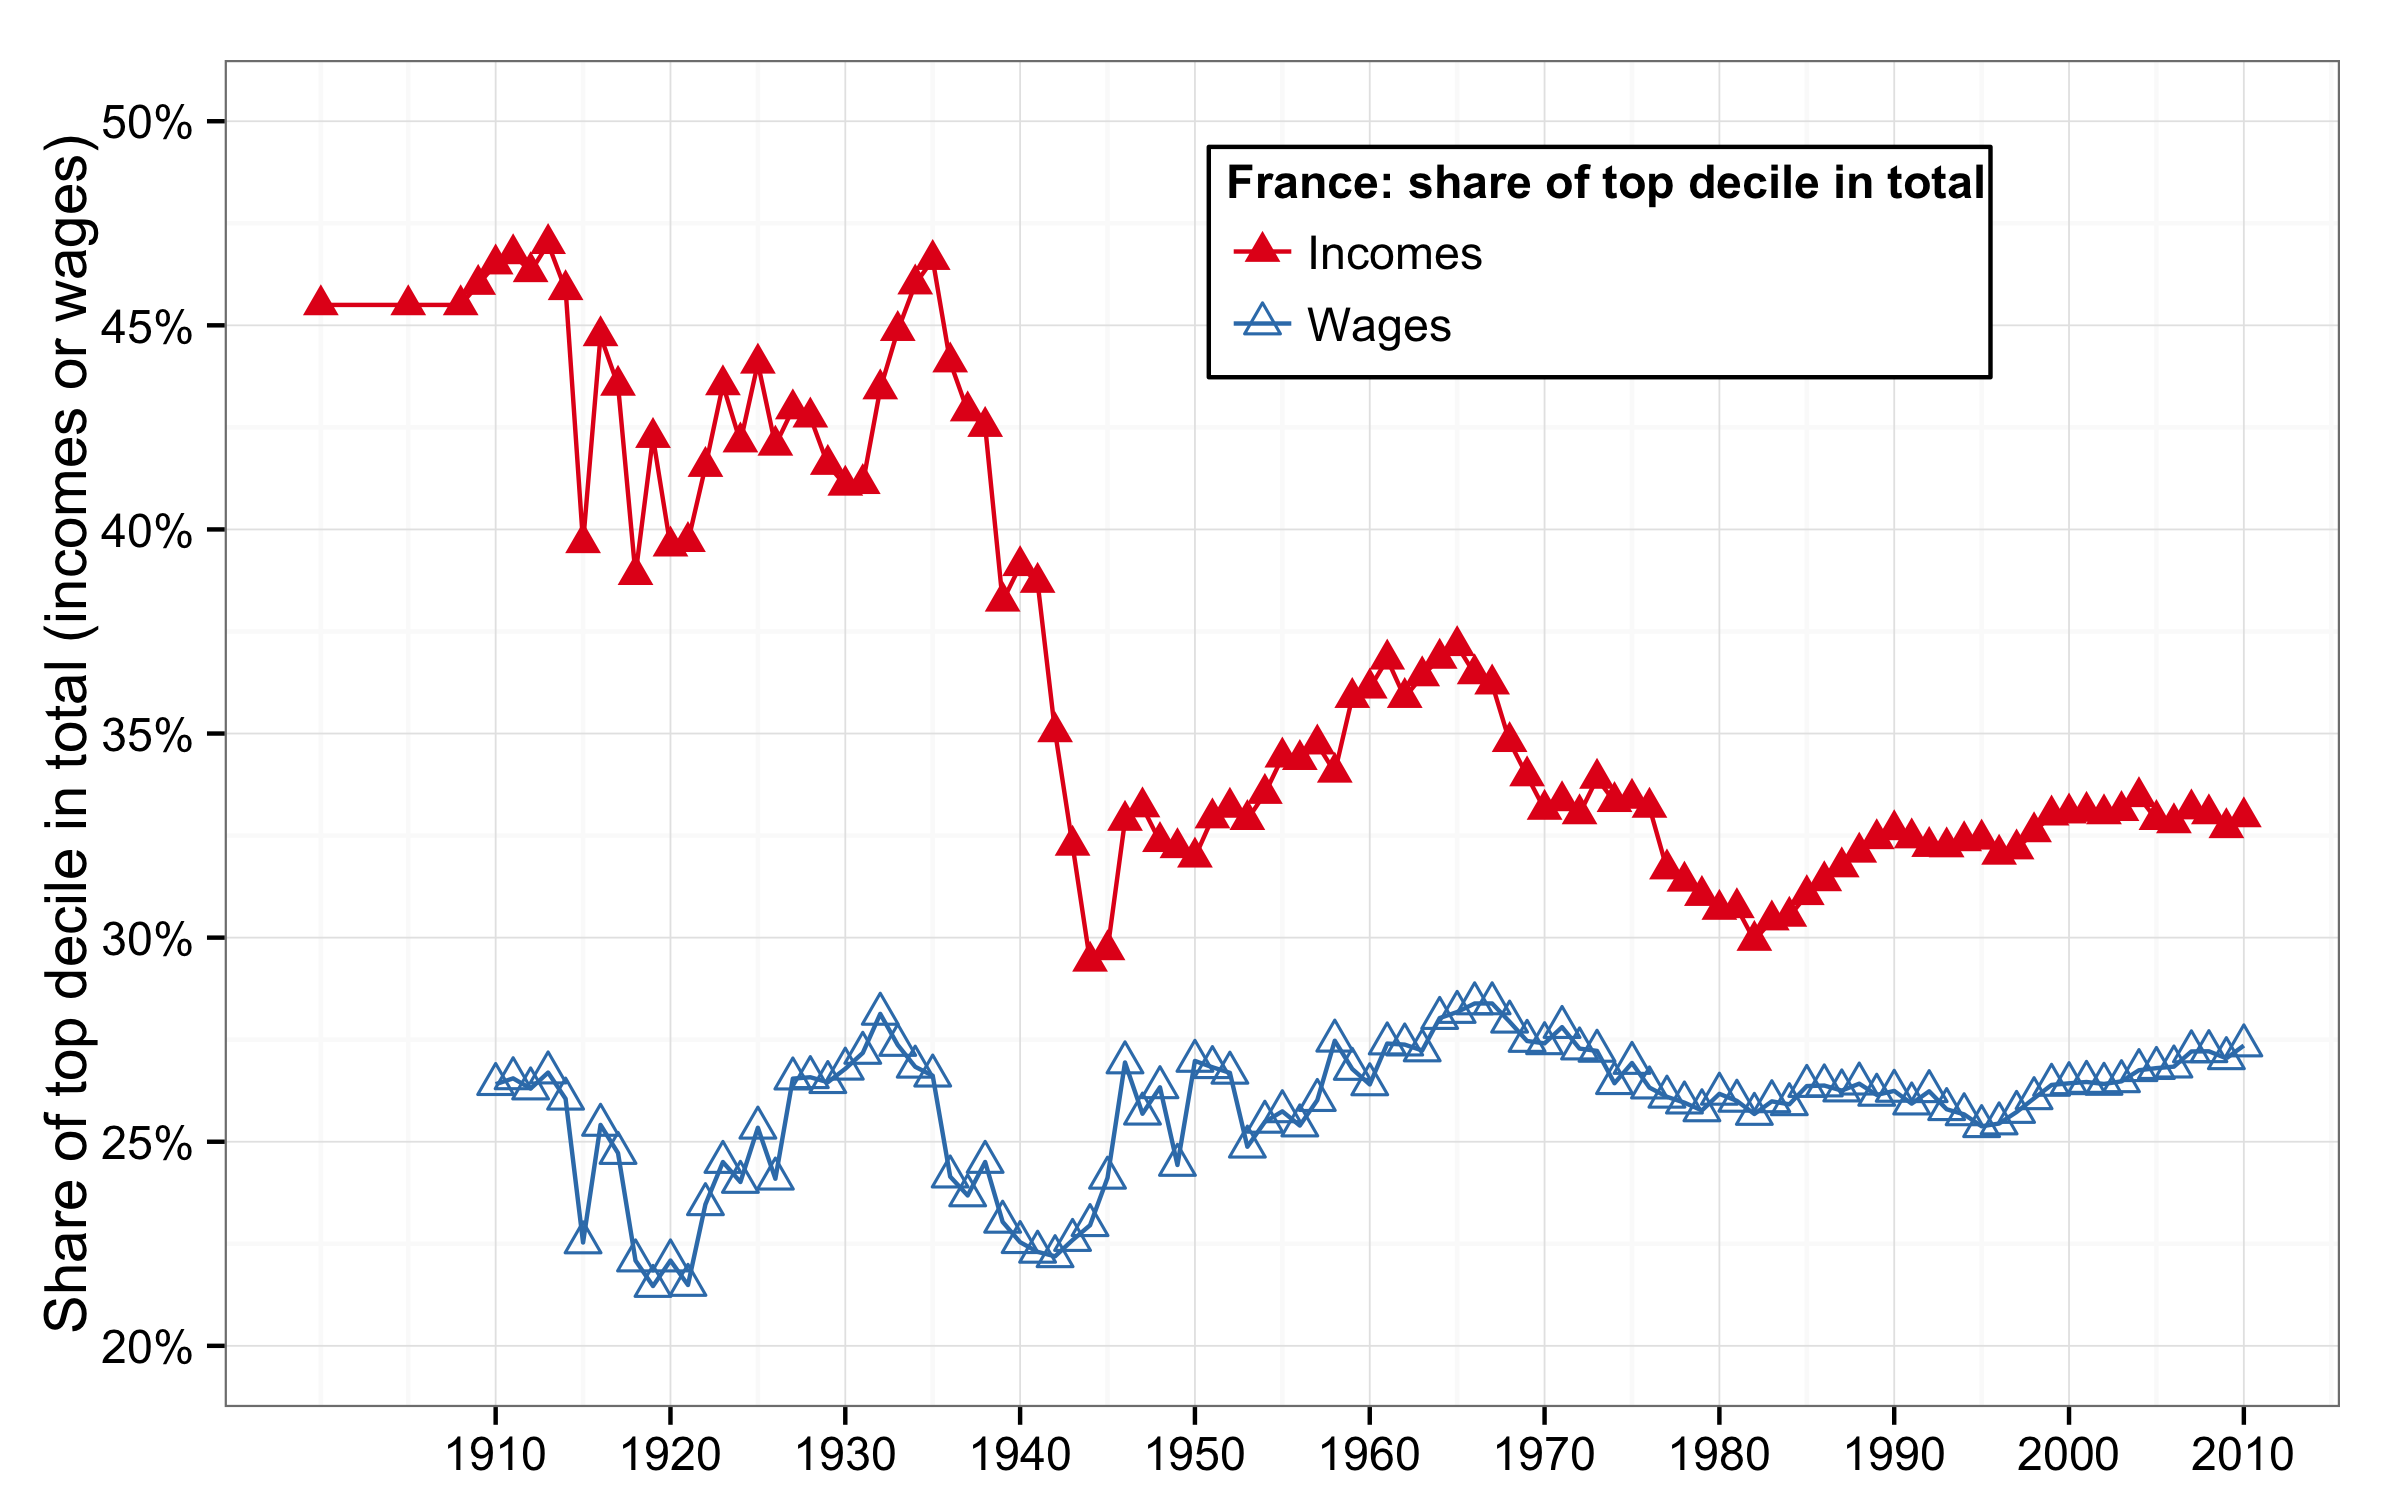 Share of top decile in total (incomes or wages)
50%
45%
40%
35%
30%
25%
20%
France: share of top decile in total
Incomes
Wages
1910 1920 1930 1940 1950 1960 1970 1980 1990 2000 2010